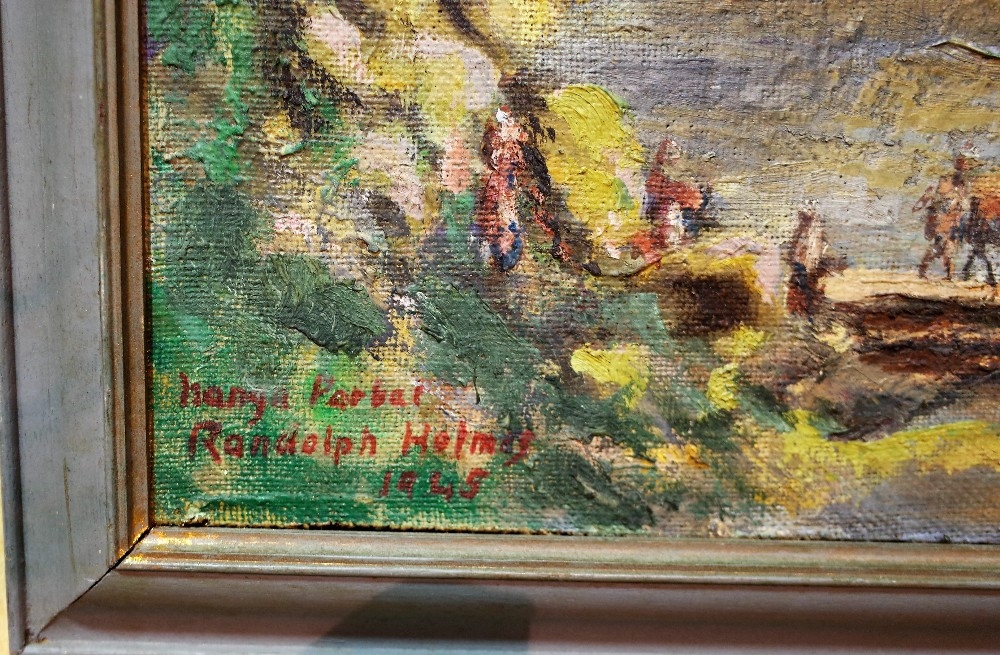 Nanga Parbat
Randolph Holmes
1945